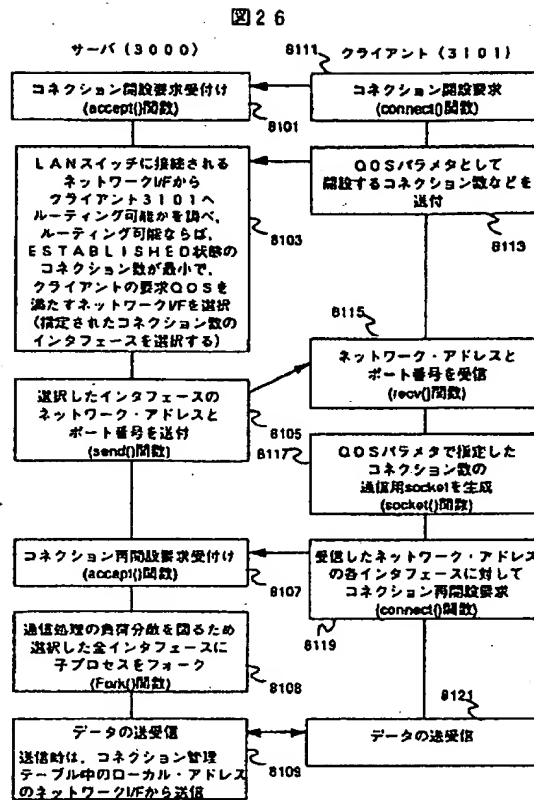 図26
サーバ(3000)
クライアント(3101)
8111
コネクション開設要求受付け
(accept()関数)
8101
コネクション開設要求
(connect()関数)
LANスイッチに接続される
ネットワークI/Fから
クライアント3101へ
ルーティング可能かを調べ、
ルーティング可能ならば、
ESTABLISHED状態の
コネクション数が最小で、
クライアントの要求QOSを
満たすネットワークI/Fを選択
(指定されたコネクション数の
インタフェースを選択する)
8103
QOSパラメタとして
開設するコネクション数などを
送付
8113
8115
ネットワーク・アドレスと
ポート番号を受信
(recv()関数)
選択したインタフェースの
ネットワーク・アドレスと
ポート番号を送付
(send()関数)
8105
8117
QOSパラメタで指定した
コネクション数の
通信用socketを生成
(socket()関数)
コネクション再開設要求受付け
(accept()関数)
8107
受信したネットワーク・アドレス
の各インタフェースに対して
コネクション再開設要求
(connect()関数)
8119
通信処理の負荷分散を図るため
選択した全インタフェースに
子プロセスをフォーク
(Fork()関数)
8108
8121
データの送受信
送信時は、コネクション管理
テーブル中のローカル・アドレス
のネットワークI/Fから送信
8109
データの送受信